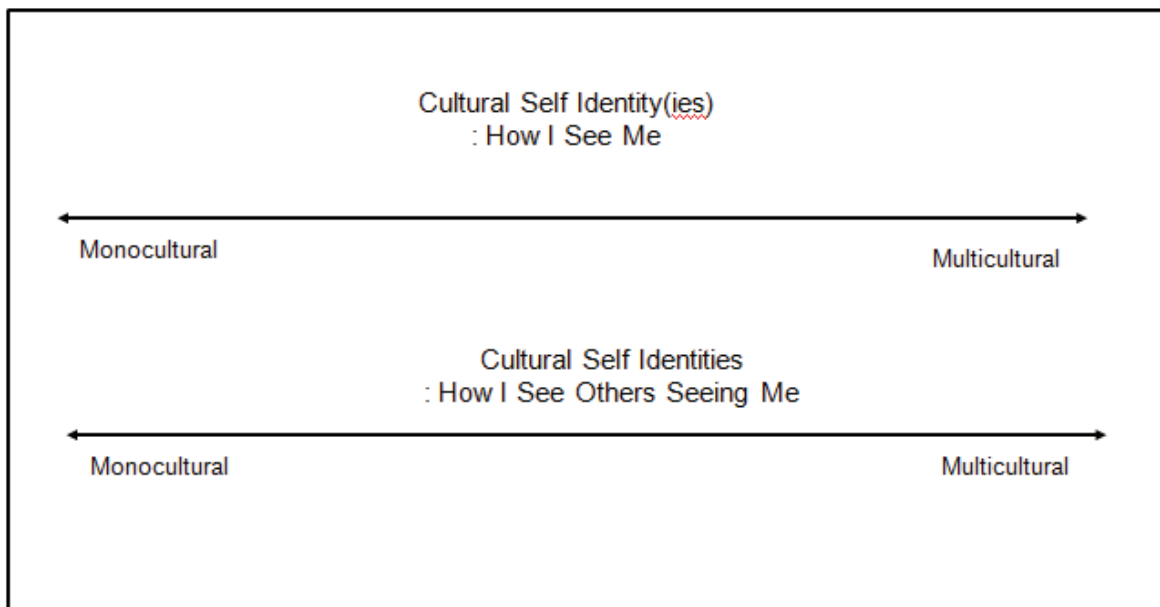 Cultural Self Identity(ies)
: How I See Me
Monocultural
Multicultural
Cultural Self Identities
: How I See Others Seeing Me
Monocultural
Multicultural